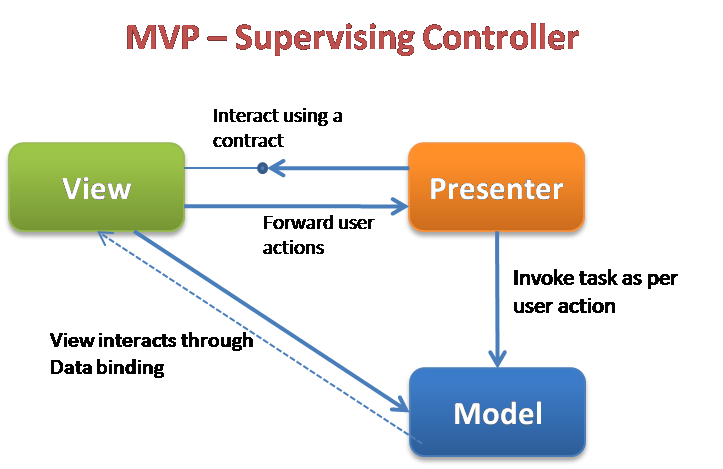 MVP – Supervising Controller
Interact using a
contract
View
Presenter
Forward user
actions
Invoke task as per
user action
View interacts through
Data binding
Model